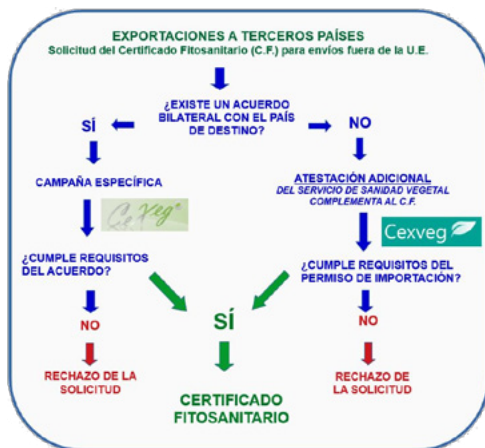 EXPORTACIONES A TERCEROS PAÍSES
Solicitud del Certificado Fitosanitario (C.F.) para envíos fuera de la U.E.
¿EXISTE UN ACUERDO
BILATERAL CON EL PAÍS
DE DESTINO?
SÍ
NO
CAMPAÑA ESPECÍFICA
ATESTACIÓN ADICIONAL
DEL SERVICIO DE SANIDAD VEGETAL
COMPLEMENTA AL C.F.
CeXveg®
Cexveg
¿CUMPLE REQUISITOS
DEL ACUERDO?
¿CUMPLE REQUISITOS DEL
PERMISO DE IMPORTACIÓN?
SÍ
NO
NO
RECHAZO DE LA
SOLICITUD
RECHAZO DE
LA SOLICITUD
CERTIFICADO
FITOSANITARIO